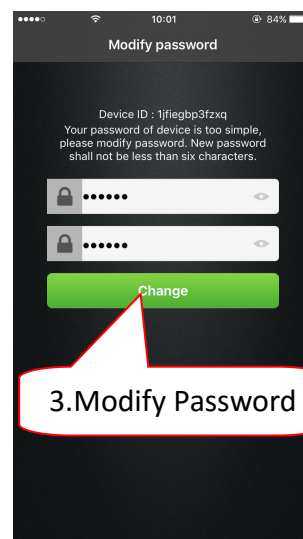 10:01
84%
Modify password
Device ID : 1jfiegbp3fzxq
Your password of device is too simple,
please modify password. New password
shall not be less than six characters.
••••••
••••••
Change
3.Modify Password